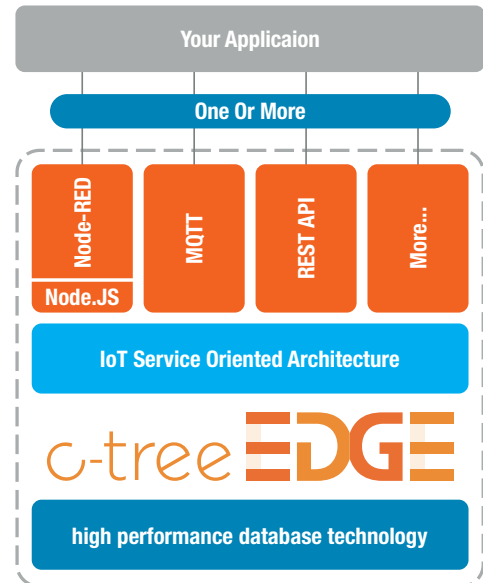 Your Applicaion
One Or More
Node-RED
Node.JS
MQTT
REST API
More...
IoT Service Oriented Architecture
c-tree EDGE
high performance database technology